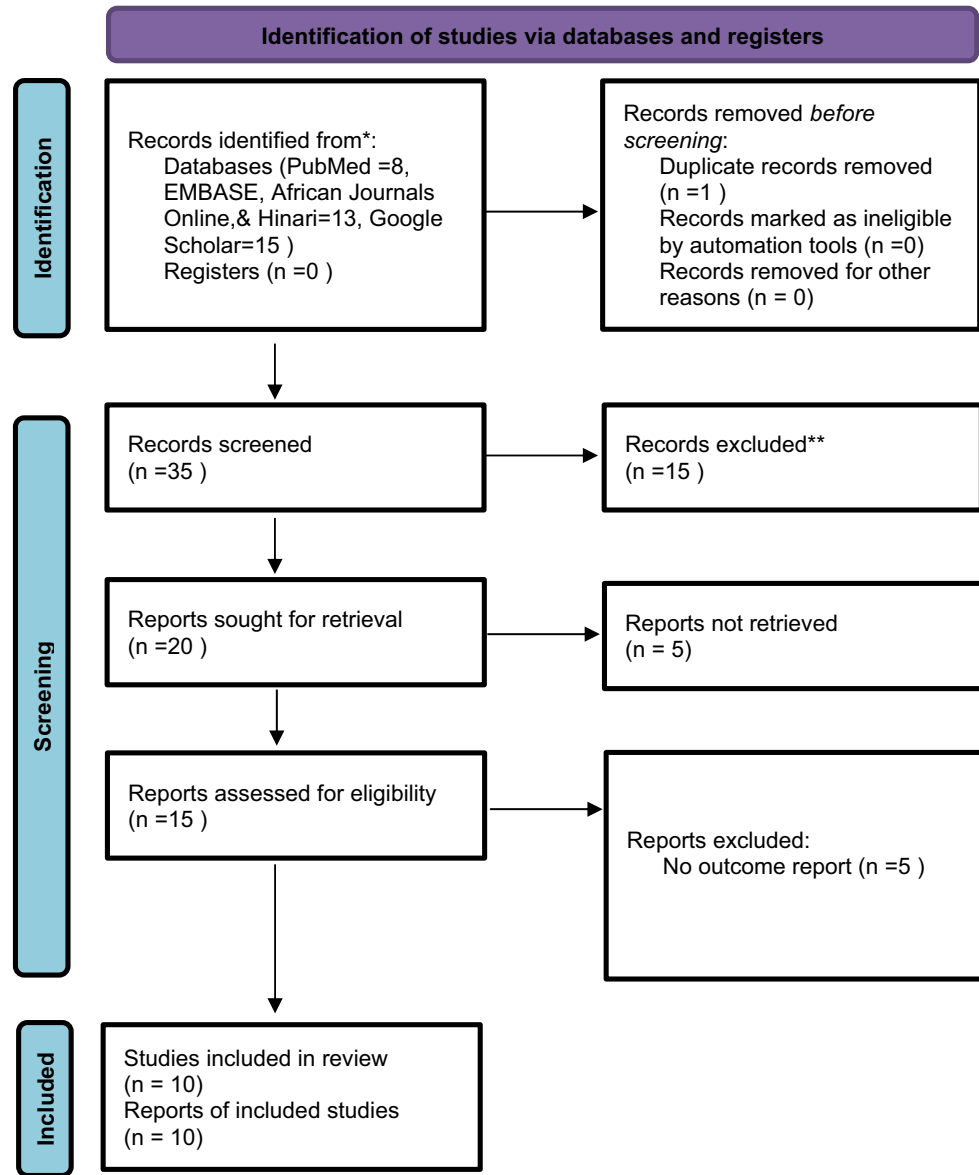 Identification of studies via databases and registers
Identification
Records identified from*:
Databases (PubMed =8,
EMBASE, African Journals
Online,& Hinari=13, Google
Scholar=15 )
Registers (n =0 )
Records removed before
screening:
Duplicate records removed
(n =1 )
Records marked as ineligible
by automation tools (n =0)
Records removed for other
reasons (n = 0)
Screening
Records screened
(n =35 )
Records excluded**
(n =15 )
Reports sought for retrieval
(n =20 )
Reports not retrieved
(n = 5)
Reports assessed for eligibility
(n =15 )
Reports excluded:
No outcome report (n =5 )
Included
Studies included in review
(n = 10)
Reports of included studies
(n = 10)